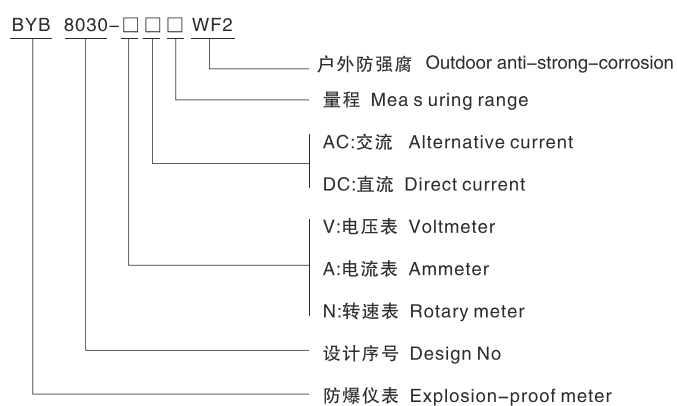 BYB 8030-□ □ □ WF2
户外防强腐 Outdoor anti-strong-corrosion
量程 Mea s uring range
AC:交流 Alternative current
DC:直流 Direct current
V:电压表 Voltmeter
A:电流表 Ammeter
N:转速表 Rotary meter
设计序号 Design No
防爆仪表 Explosion-proof meter